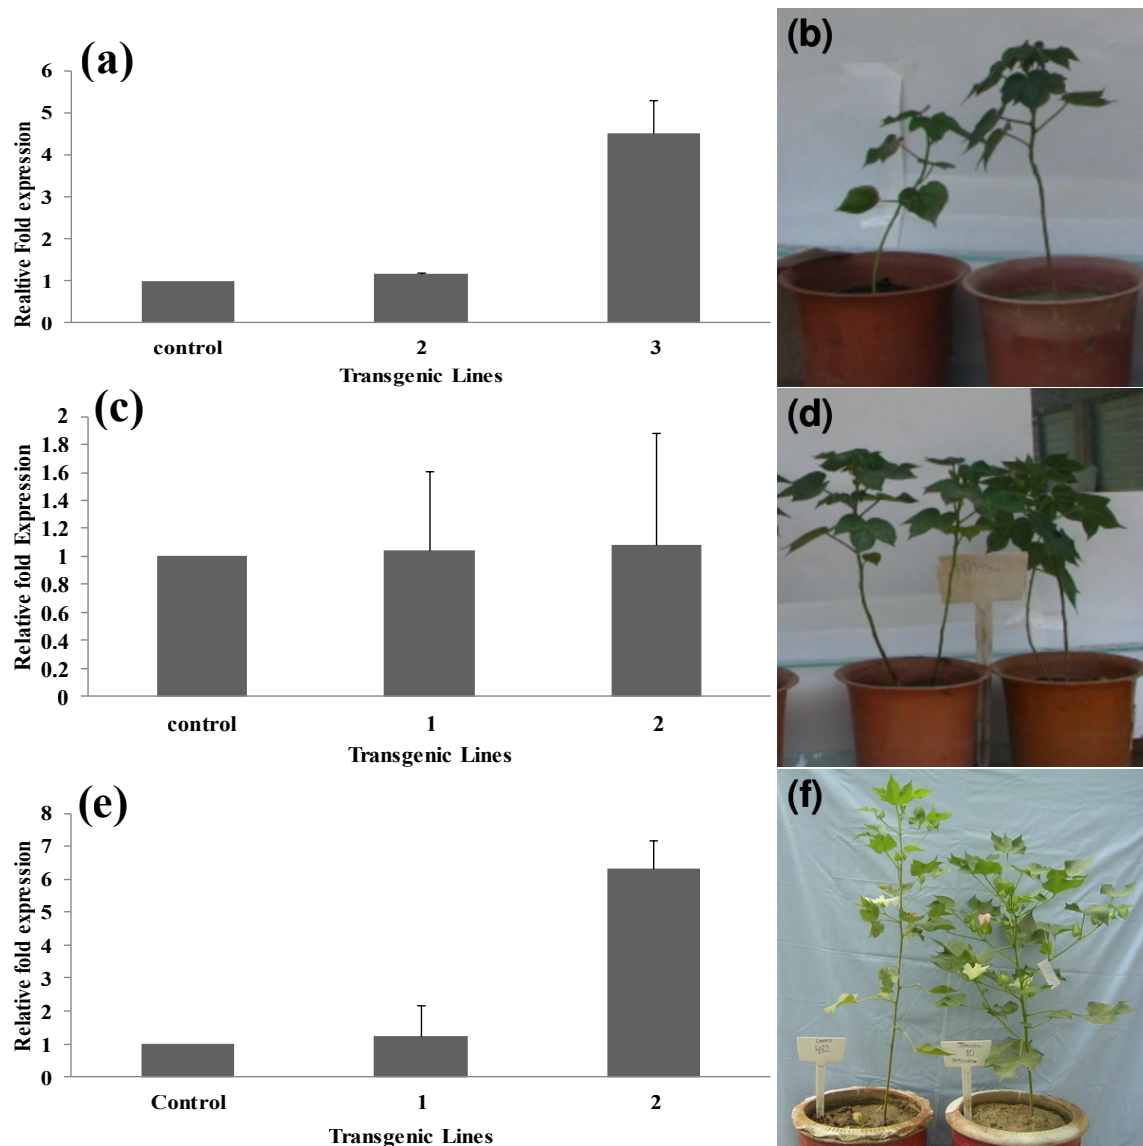 (a)
6
5
4
3
2
1
0
Realtive Fold expression
control 2 3
Transgenic Lines
(b)
(c)
2
1.8
1.6
1.4
1.2
1
0.8
0.6
0.4
0.2
0
Relative fold Expression
control 1 2
Transgenic Lines
(d)
(e)
8
7
6
5
4
3
2
1
0
Relative fold expression
Control 1 2
Transgenic Lines
(f)
482
10